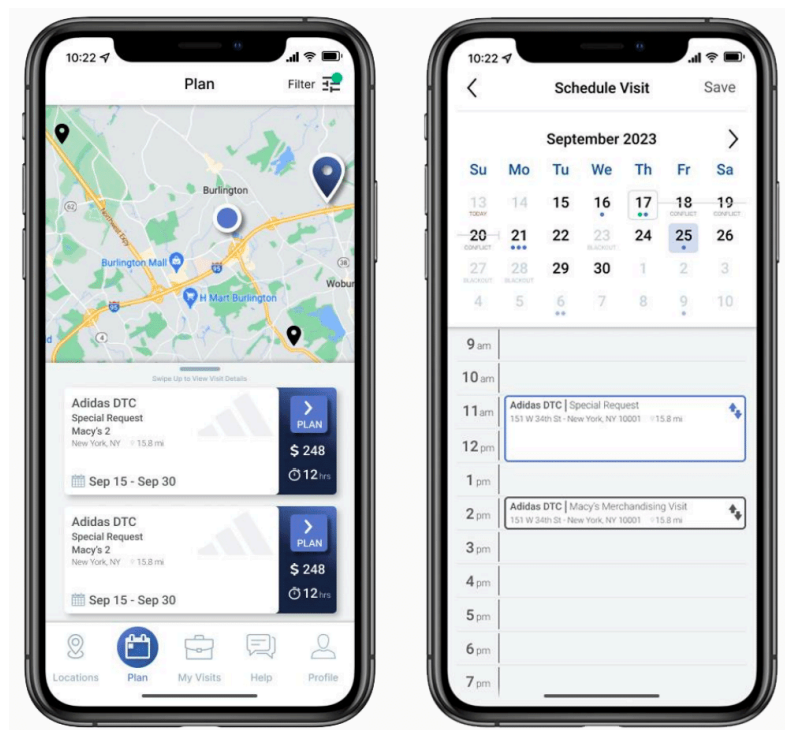 10:22
Plan
Filter
Burlington
62
Northwest Expy
Burlington Mall
95
38
Wobur
H Mart Burlington
95
4
d
Swipe Up to View Visit Details
Adidas DTC
Special Request
Macy's 2
New York, NY 15.8 mi
Sep 15 - Sep 30
PLAN
$ 248
12 hrs
Adidas DTC
Special Request
Macy's 2
New York, NY 15.8 mi
Sep 15 - Sep 30
PLAN
$ 248
12 hrs
Locations Plan My Visits Help Profile
10:22
Schedule Visit
Save
September 2023
Su Mo Tu We Th Fr Sa
13 14 15 16 17 18 19
TODAY CONFLICT CONFLICT
20 21 22 23 24 25 26
CONFLICT BLACKOUT
27 28 29 30 1 2 3
BLACKOUT BLACKOUT
4 5 6 7 8 9 10
9 am
10 am
11 am
Adidas DTC | Special Request
151 W 34th St - New York, NY 10001 15.8 mi
12 pm
1 pm
2 pm
Adidas DTC | Macy's Merchandising Visit
151 W 34th St - New York, NY 10001 15.8 mi
3 pm
4 pm
5 pm
6 pm
7 pm